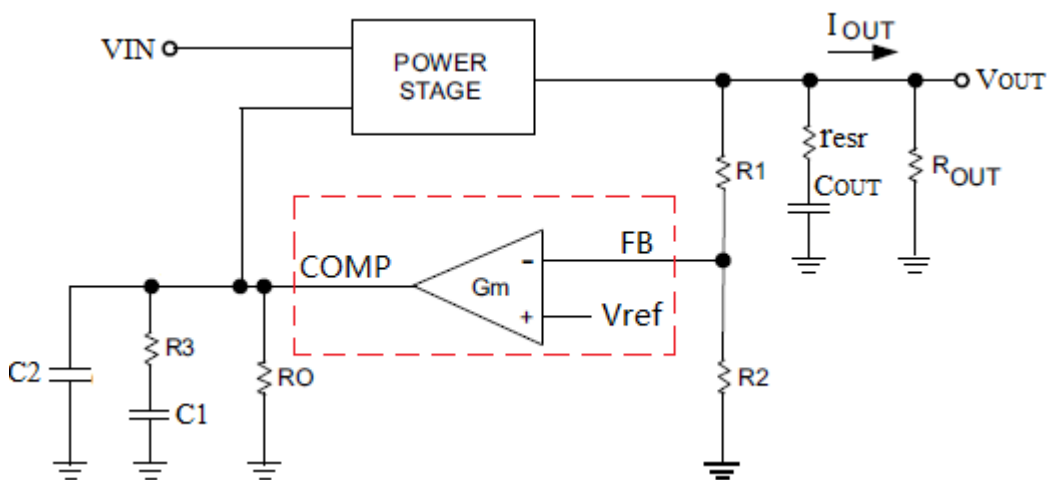 IOUT
VIN
POWER
STAGE
VOUT
resr
R1
COUT
ROUT
COMP
FB
-
Gm
+
Vref
R3
C2
RO
R2
C1